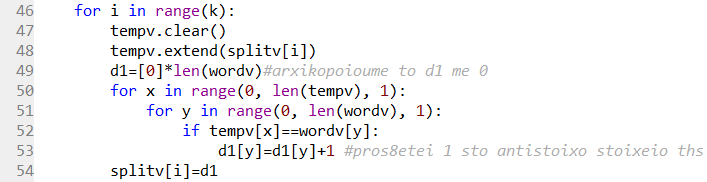 46 for i in range(k):
47 tempv.clear()
48 tempv.extend(splitv[i])
49 d1=[0]*len(wordv)#arxikopoioume to d1 me 0
50 for x in range(0, len(tempv), 1):
51 for y in range(0, len(wordv), 1):
52 if tempv[x]==wordv[y]:
53 d1[y]=d1[y]+1 #pros8etei 1 sto antistoixo stoixeio ths
54 splitv[i]=d1